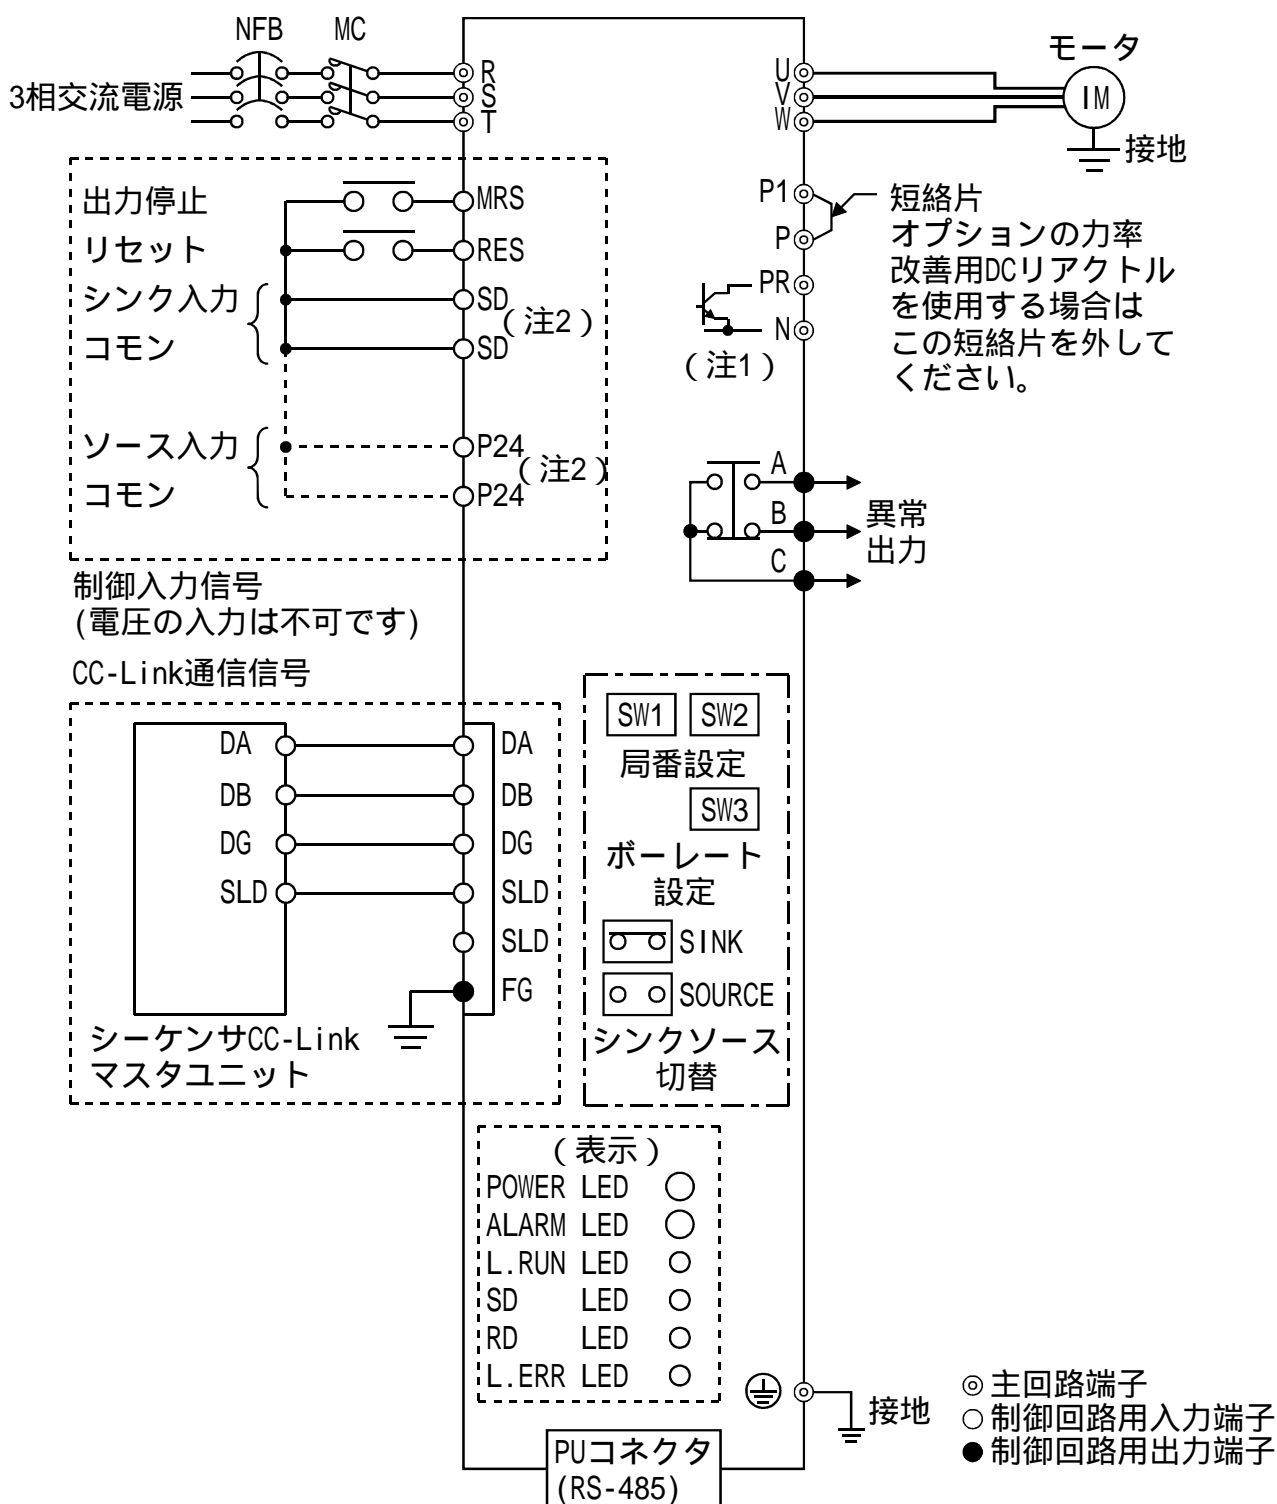 NFB
MC
3相交流電源
R
S
T
U
V
W
モータ
IM
接地
出力停止
リセット
シンク入力
コモン
ソース入力
コモン
MRS
RES
SD
SD
(注2)
P24
P24
(注2)
P1
P
PR
N
(注1)
短絡片
オプションの力率
改善用DCリアクトル
を使用する場合は
この短絡片を外して
ください。
A
B
C
異常
出力
制御入力信号
(電圧の入力は不可です)
CC-Link通信信号
DA
DB
DG
SLD
DA
DB
DG
SLD
SLD
FG
シーケンサCC-Link
マスタユニット
SW1
SW2
局番設定
SW3
ボーレート
設定
SINK
SOURCE
シンクソース
切替
(表示)
POWER LED
ALARM LED
L.RUN LED
SD LED
RD LED
L.ERR LED
接地
PUコネクタ
(RS-485)
主回路端子
制御回路用入力端子
制御回路用出力端子